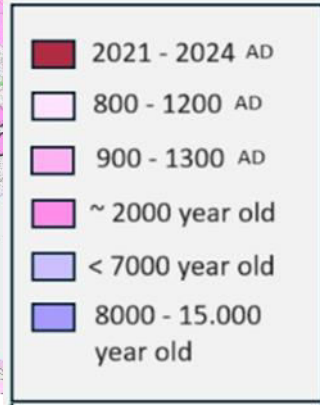 2021 - 2024 AD
800 - 1200 AD
900 - 1300 AD
~ 2000 year old
< 7000 year old
8000 - 15.000
year old